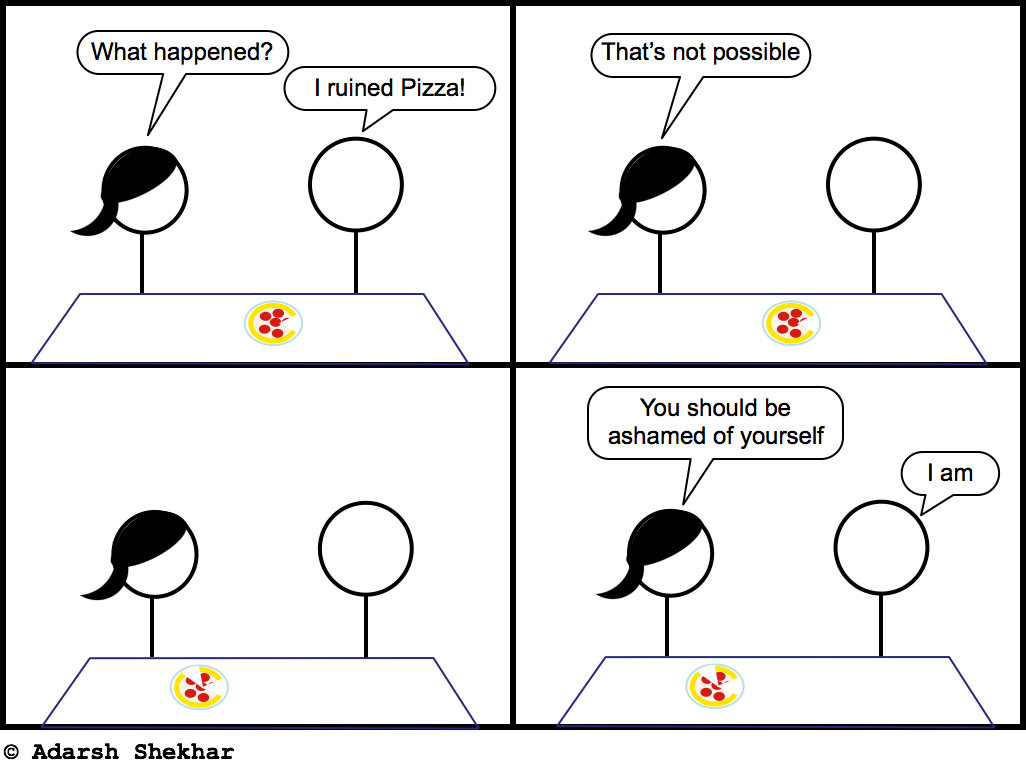 What happened?
I ruined Pizza!
That's not possible
You should be
ashamed of yourself
I am
© Adarsh Shekhar